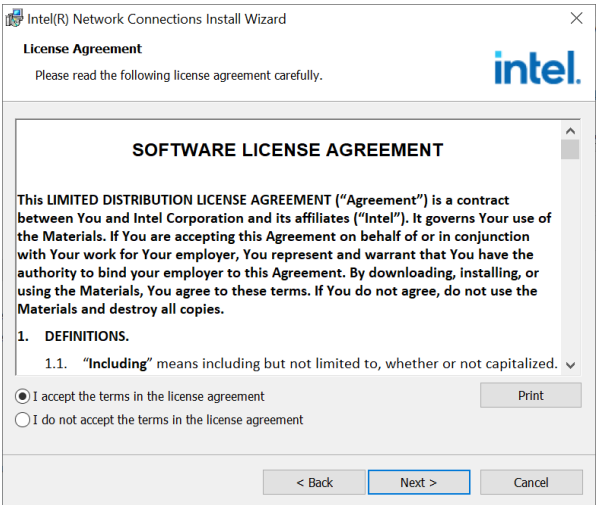 Intel(R) Network Connections Install Wizard
License Agreement
Please read the following license agreement carefully.
intel.
SOFTWARE LICENSE AGREEMENT
This LIMITED DISTRIBUTION LICENSE AGREEMENT (“Agreement”) is a contract
between You and Intel Corporation and its affiliates (“Intel”). It governs Your use of
the Materials. If You are accepting this Agreement on behalf of or in conjunction
with Your work for Your employer, You represent and warrant that You have the
authority to bind your employer to this Agreement. By downloading, installing, or
using the Materials, You agree to these terms. If You do not agree, do not use the
Materials and destroy all copies.
1. DEFINITIONS.
1.1. “Including” means including but not limited to, whether or not capitalized.
I accept the terms in the license agreement
Print
I do not accept the terms in the license agreement
< Back
Next >
Cancel